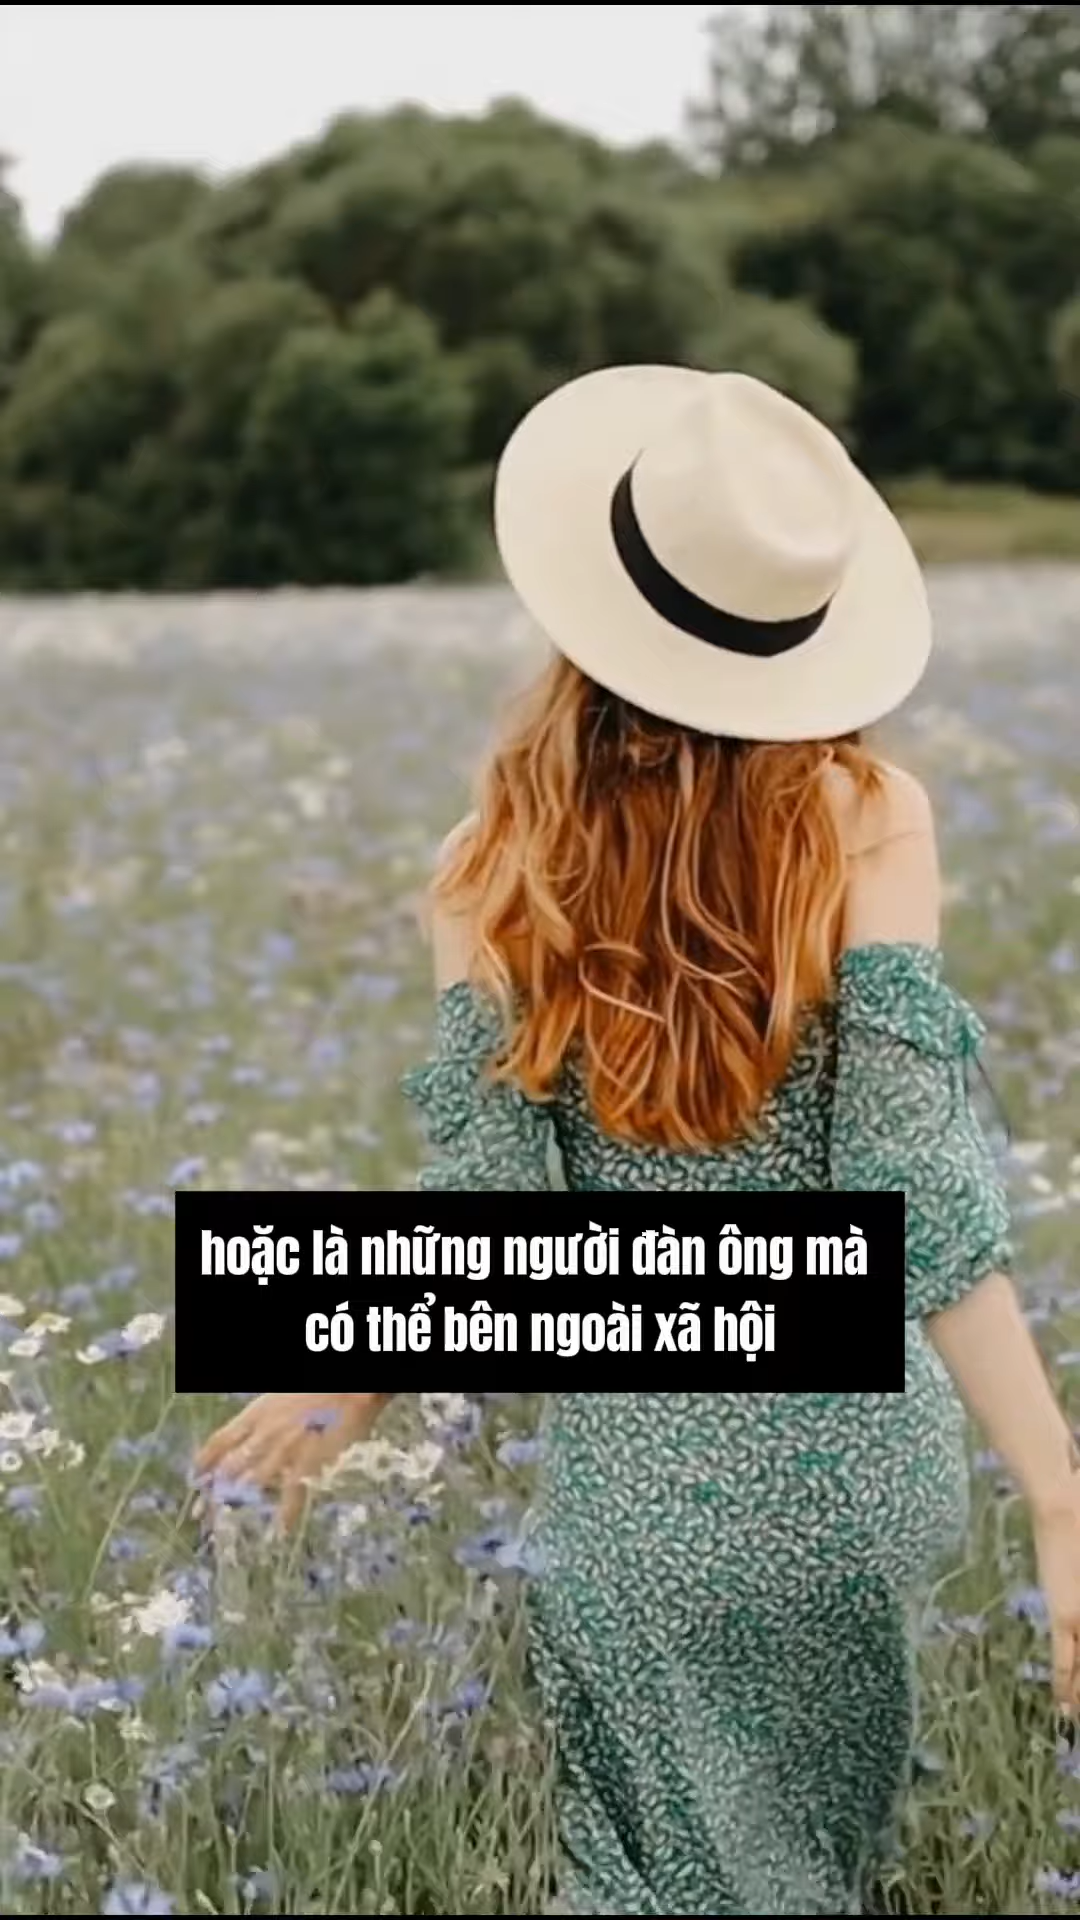 hoặc là những người đàn ông mà
có thể bên ngoài xã hội